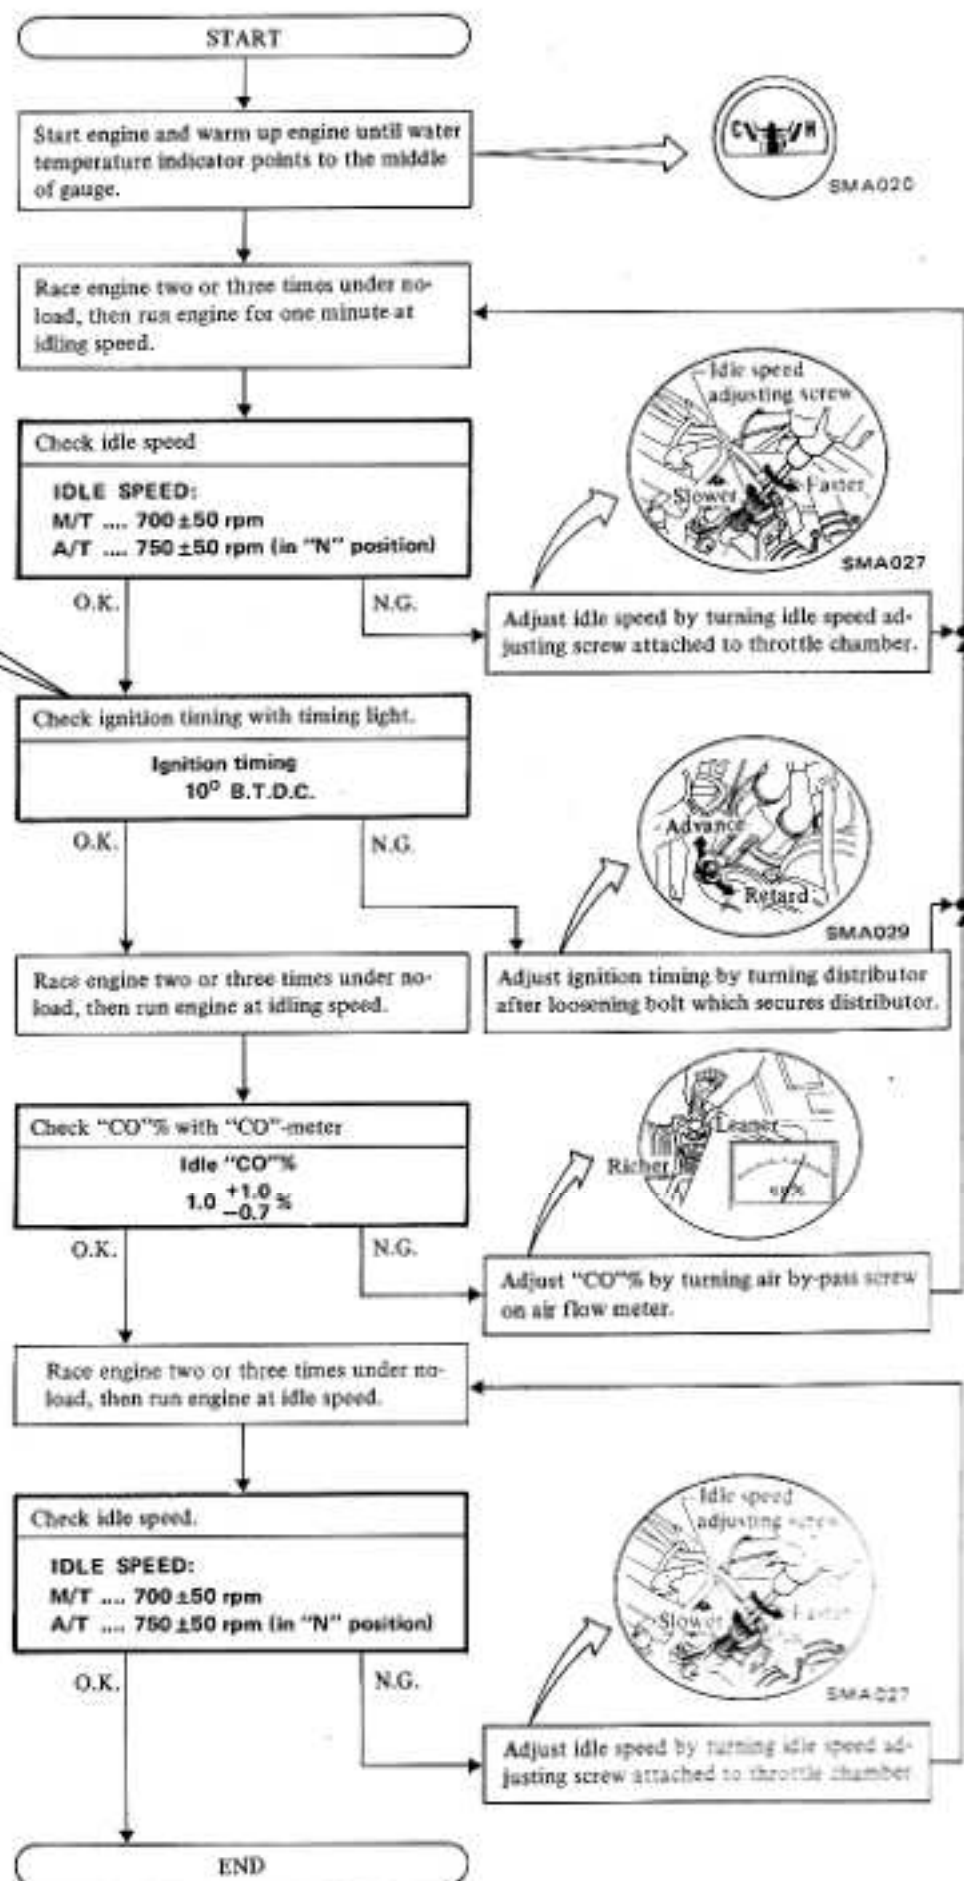 START
Start engine and warm up engine until water
temperature indicator points to the middle
of gauge.
C H
SMA020
Race engine two or three times under no-
load, then run engine for one minute at
idling speed.
Idle speed
adjusting screw
Slower
Faster
SMA027
Check idle speed
IDLE SPEED:
M/T .... 700 ±50 rpm
A/T .... 750 ±50 rpm (in "N" position)
O.K.
N.G.
Adjust idle speed by turning idle speed ad-
justing screw attached to throttle chamber.
Check ignition timing with timing light.
Ignition timing
10° B.T.D.C.
O.K.
N.G.
Advance
Retard
SMA029
Race engine two or three times under no-
load, then run engine at idling speed.
Adjust ignition timing by turning distributor
after loosening bolt which secures distributor.
Check "CO"% with "CO"-meter
Idle "CO"%
1.0 +1.0 −0.7 %
Leaner
Richer
O.K.
N.G.
Adjust "CO"% by turning air by-pass screw
on air flow meter.
Race engine two or three times under no-
load, then run engine at idle speed.
Check idle speed.
IDLE SPEED:
M/T .... 700 ±50 rpm
A/T .... 750 ±50 rpm (in "N" position)
Idle speed
adjusting screw
Slower
Faster
SMA027
O.K.
N.G.
Adjust idle speed by turning idle speed ad-
justing screw attached to throttle chamber.
END